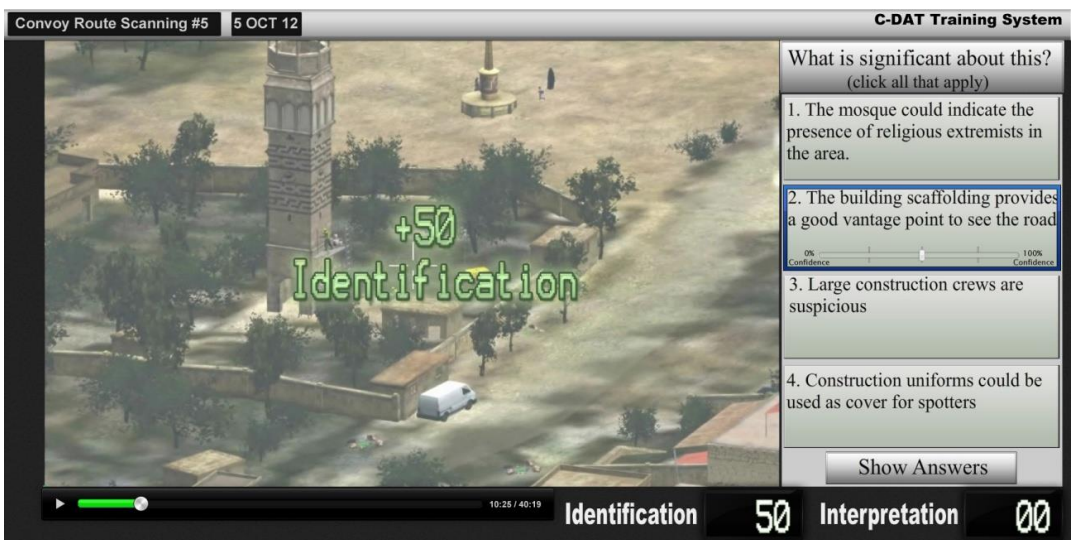 Convoy Route Scanning #5
5 OCT 12
C-DAT Training System
+50
Identification
What is significant about this?
(click all that apply)
1. The mosque could indicate the
presence of religious extremists in
the area.
2. The building scaffolding provides
a good vantage point to see the road
0%
Confidence
100%
Confidence
3. Large construction crews are
suspicious
4. Construction uniforms could be
used as cover for spotters
Show Answers
10:25 / 40:19
Identification
50
Interpretation
00